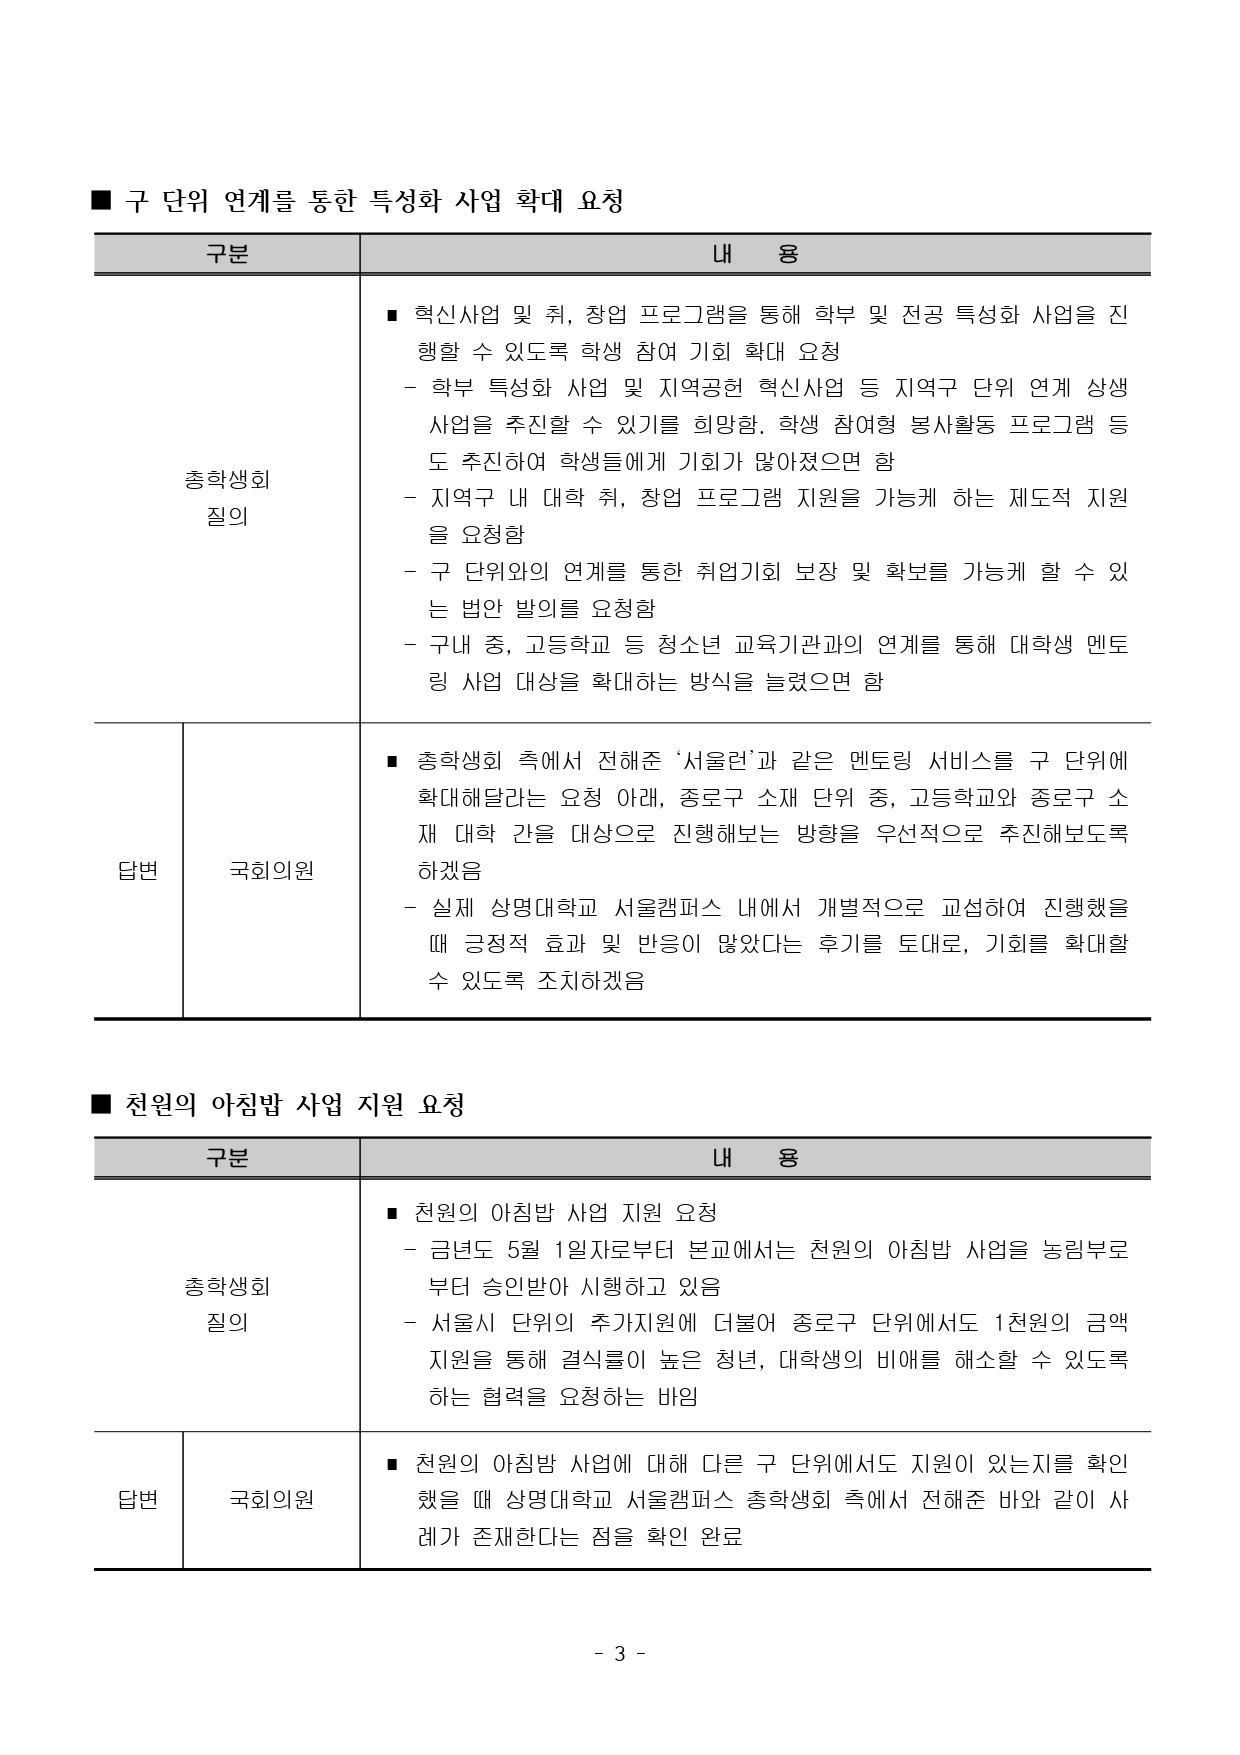 ■ 구 단위 연계를 통한 특성화 사업 확대 요청
구분 내 용
■ 혁신사업 및 취, 창업 프로그램을 통해 학부 및 전공 특성화 사업을 진
행할 수 있도록 학생 참여 기회 확대 요청
- 학부 특성화 사업 및 지역공헌 혁신사업 등 지역구 단위 연계 상생
사업을 추진할 수 있기를 희망함. 학생 참여형 봉사활동 프로그램 등
도 추진하여 학생들에게 기회가 많아졌으면 함
총학생회
질의
- 지역구 내 대학 취, 창업 프로그램 지원을 가능케 하는 제도적 지원
을 요청함
- 구 단위와의 연계를 통한 취업기회 보장 및 확보를 가능케 할 수 있
는 법안 발의를 요청함
- 구내 중, 고등학교 등 청소년 교육기관과의 연계를 통해 대학생 멘토
링 사업 대상을 확대하는 방식을 늘렸으면 함
답변 국회의원
■ 총학생회 측에서 전해준 ‘서울런’과 같은 멘토링 서비스를 구 단위에
확대해달라는 요청 아래, 종로구 소재 단위 중, 고등학교와 종로구 소
재 대학 간을 대상으로 진행해보는 방향을 우선적으로 추진해보도록
하겠음
- 실제 상명대학교 서울캠퍼스 내에서 개별적으로 교섭하여 진행했을
때 긍정적 효과 및 반응이 많았다는 후기를 토대로, 기회를 확대할
수 있도록 조치하겠음
■ 천원의 아침밥 사업 지원 요청
구분 내 용
총학생회
질의
■ 천원의 아침밥 사업 지원 요청
- 금년도 5월 1일자로부터 본교에서는 천원의 아침밥 사업을 농림부로
부터 승인받아 시행하고 있음
- 서울시 단위의 추가지원에 더불어 종로구 단위에서도 1천원의 금액
지원을 통해 결식률이 높은 청년, 대학생의 비애를 해소할 수 있도록
하는 협력을 요청하는 바임
답변 국회의원
■ 천원의 아침밤 사업에 대해 다른 구 단위에서도 지원이 있는지를 확인
했을 때 상명대학교 서울캠퍼스 총학생회 측에서 전해준 바와 같이 사
례가 존재한다는 점을 확인 완료
- 3 -